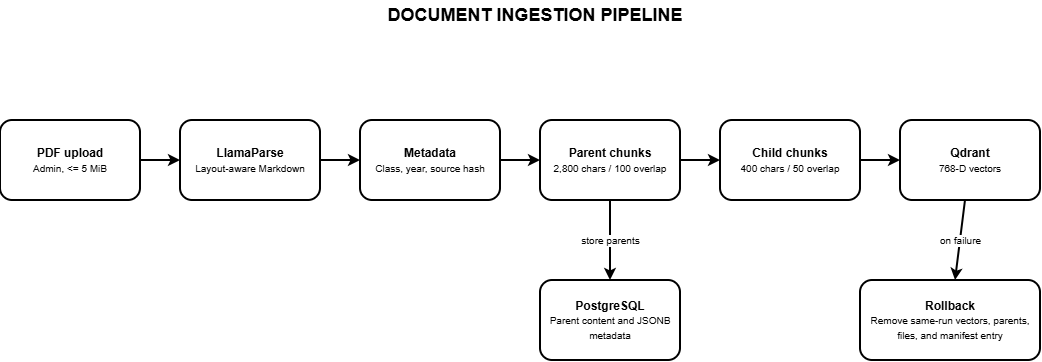 DOCUMENT INGESTION PIPELINE
PDF upload
Admin, <= 5 MiB
LlamaParse
Layout-aware Markdown
Metadata
Class, year, source hash
Parent chunks
2,800 chars / 100 overlap
Child chunks
400 chars / 50 overlap
Qdrant
768-D vectors
store parents
on failure
PostgreSQL
Parent content and JSONB
metadata
Rollback
Remove same-run vectors, parents,
files, and manifest entry